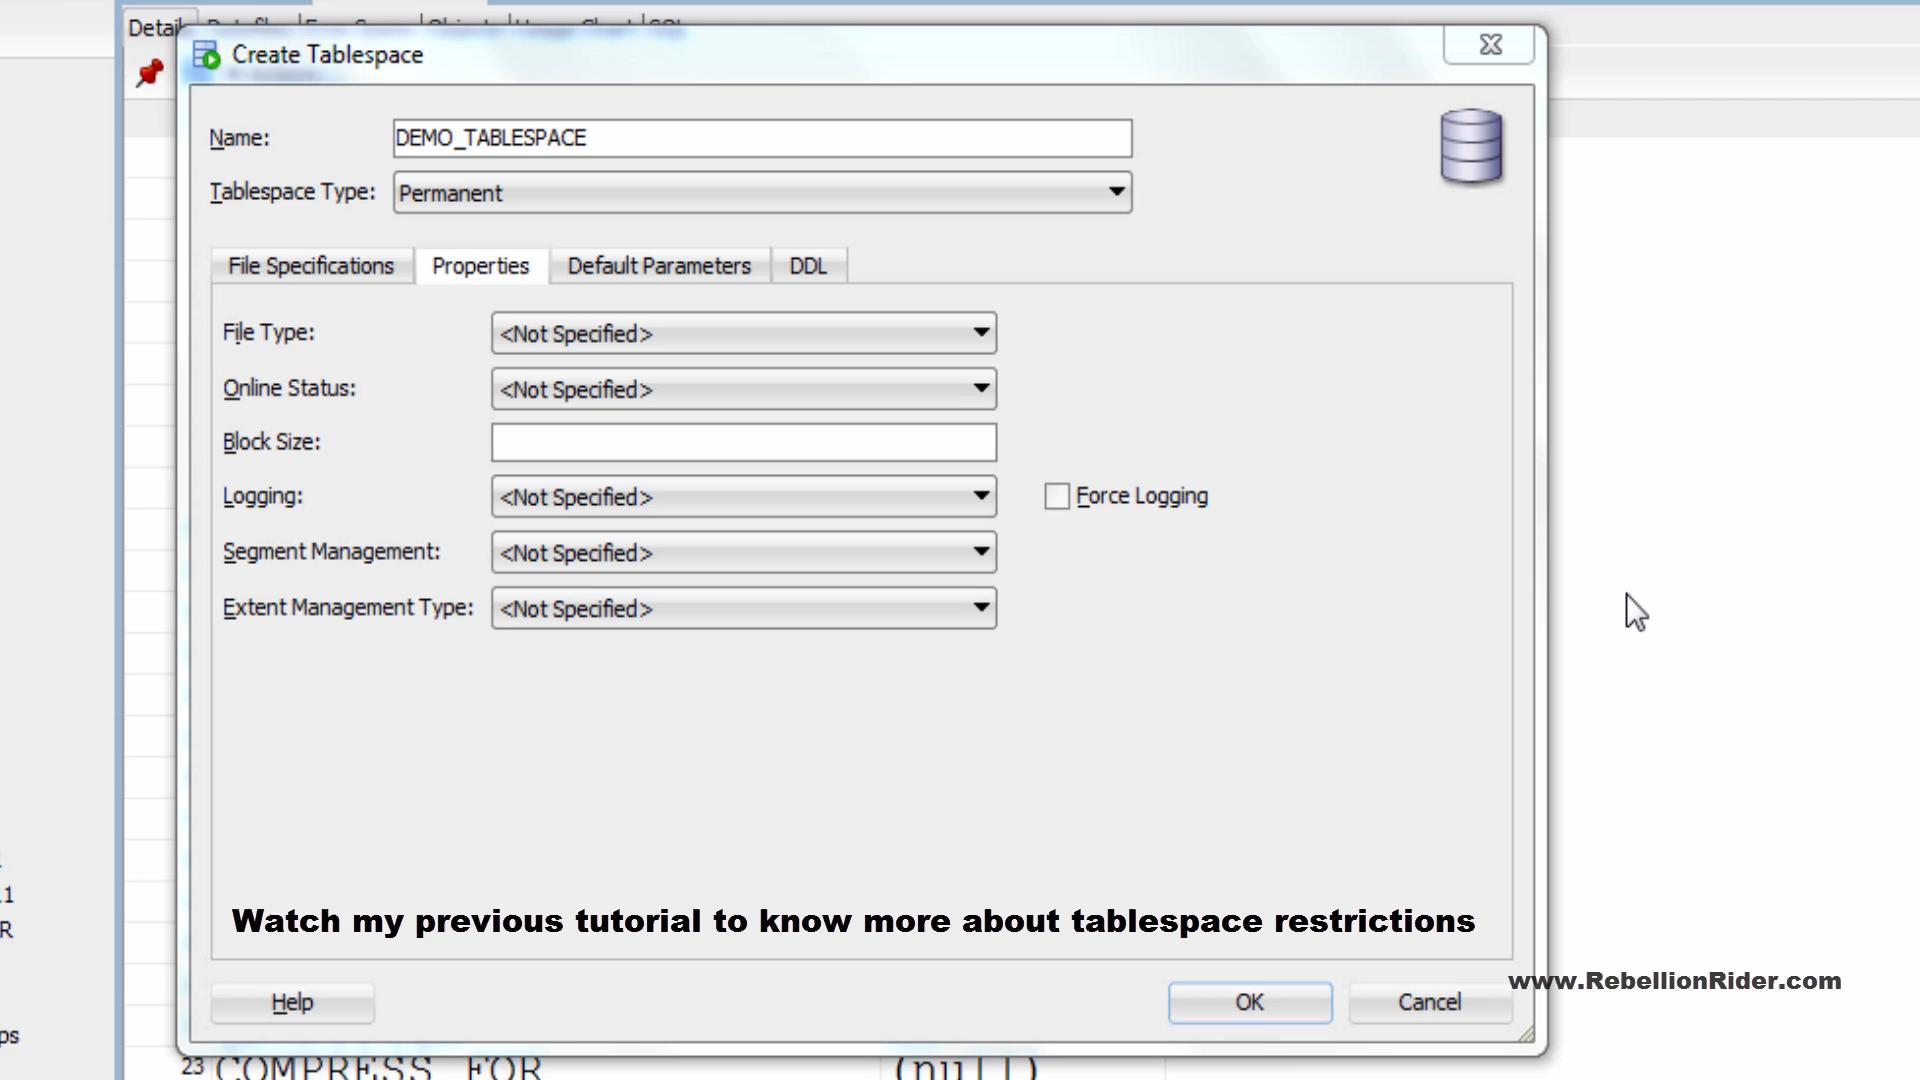 Detail
Create Tablespace
Name: DEMO_TABLESPACE
Tablespace Type: Permanent
File Specifications Properties Default Parameters DDL
File Type: <Not Specified>
Online Status: <Not Specified>
Block Size:
Logging: <Not Specified> Force Logging
Segment Management: <Not Specified>
Extent Management Type: <Not Specified>
11
R
Watch my previous tutorial to know more about tablespace restrictions
www.RebellionRider.com
Help OK Cancel
ps
23 COMPRESS_FOR (null)